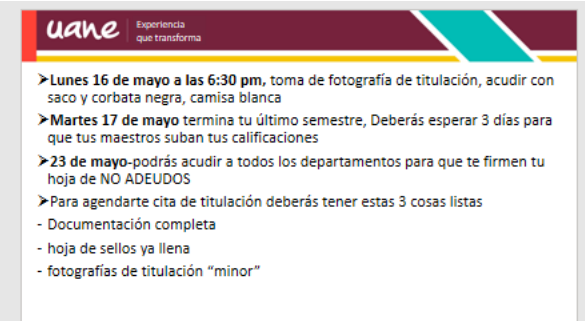 uane Experiencia
que transforma
➤Lunes 16 de mayo a las 6:30 pm, toma de fotografía de titulación, acudir con
saco y corbata negra, camisa blanca
➤Martes 17 de mayo termina tu último semestre, Deberás esperar 3 días para
que tus maestros suban tus calificaciones
➤23 de mayo-podrás acudir a todos los departamentos para que te firmen tu
hoja de NO ADEUDOS
➤Para agendarte cita de titulación deberás tener estas 3 cosas listas
- Documentación completa
- hoja de sellos ya llena
- fotografías de titulación “minor”